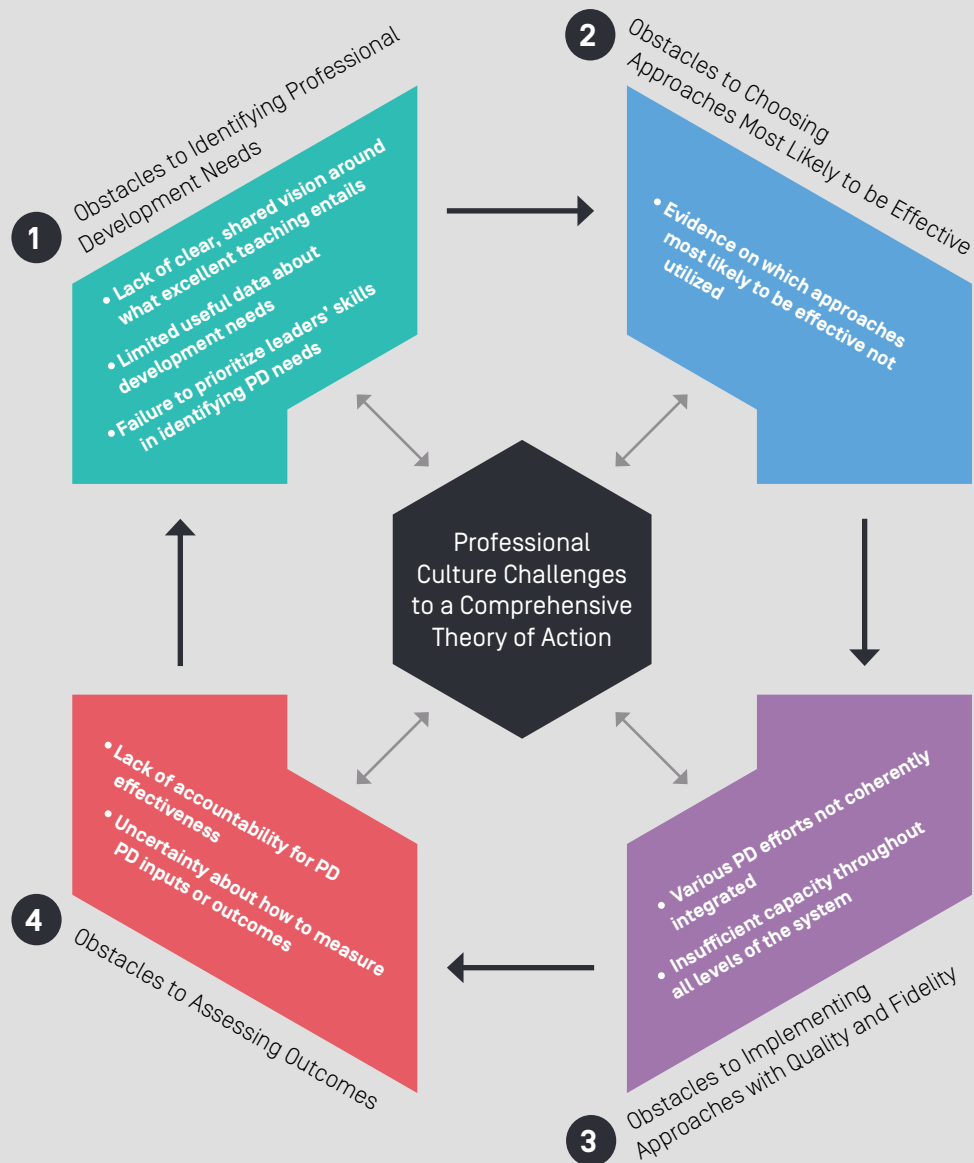 1
Obstacles to Identifying Professional
Development Needs
• Lack of clear, shared vision around
what excellent teaching entails
• Limited useful data about
development needs
• Failure to prioritize leaders' skills
in identifying PD needs
2
Obstacles to Choosing
Approaches Most Likely to be Effective
• Evidence on which approaches
most likely to be effective not
utilized
Professional
Culture Challenges
to a Comprehensive
Theory of Action
• Various PD efforts not coherently
integrated
• Insufficient capacity throughout
all levels of the system
3
Obstacles to Implementing
Approaches with Quality and Fidelity
• Lack of accountability for PD
effectiveness
• Uncertainty about how to measure
PD inputs or outcomes
4
Obstacles to Assessing Outcomes